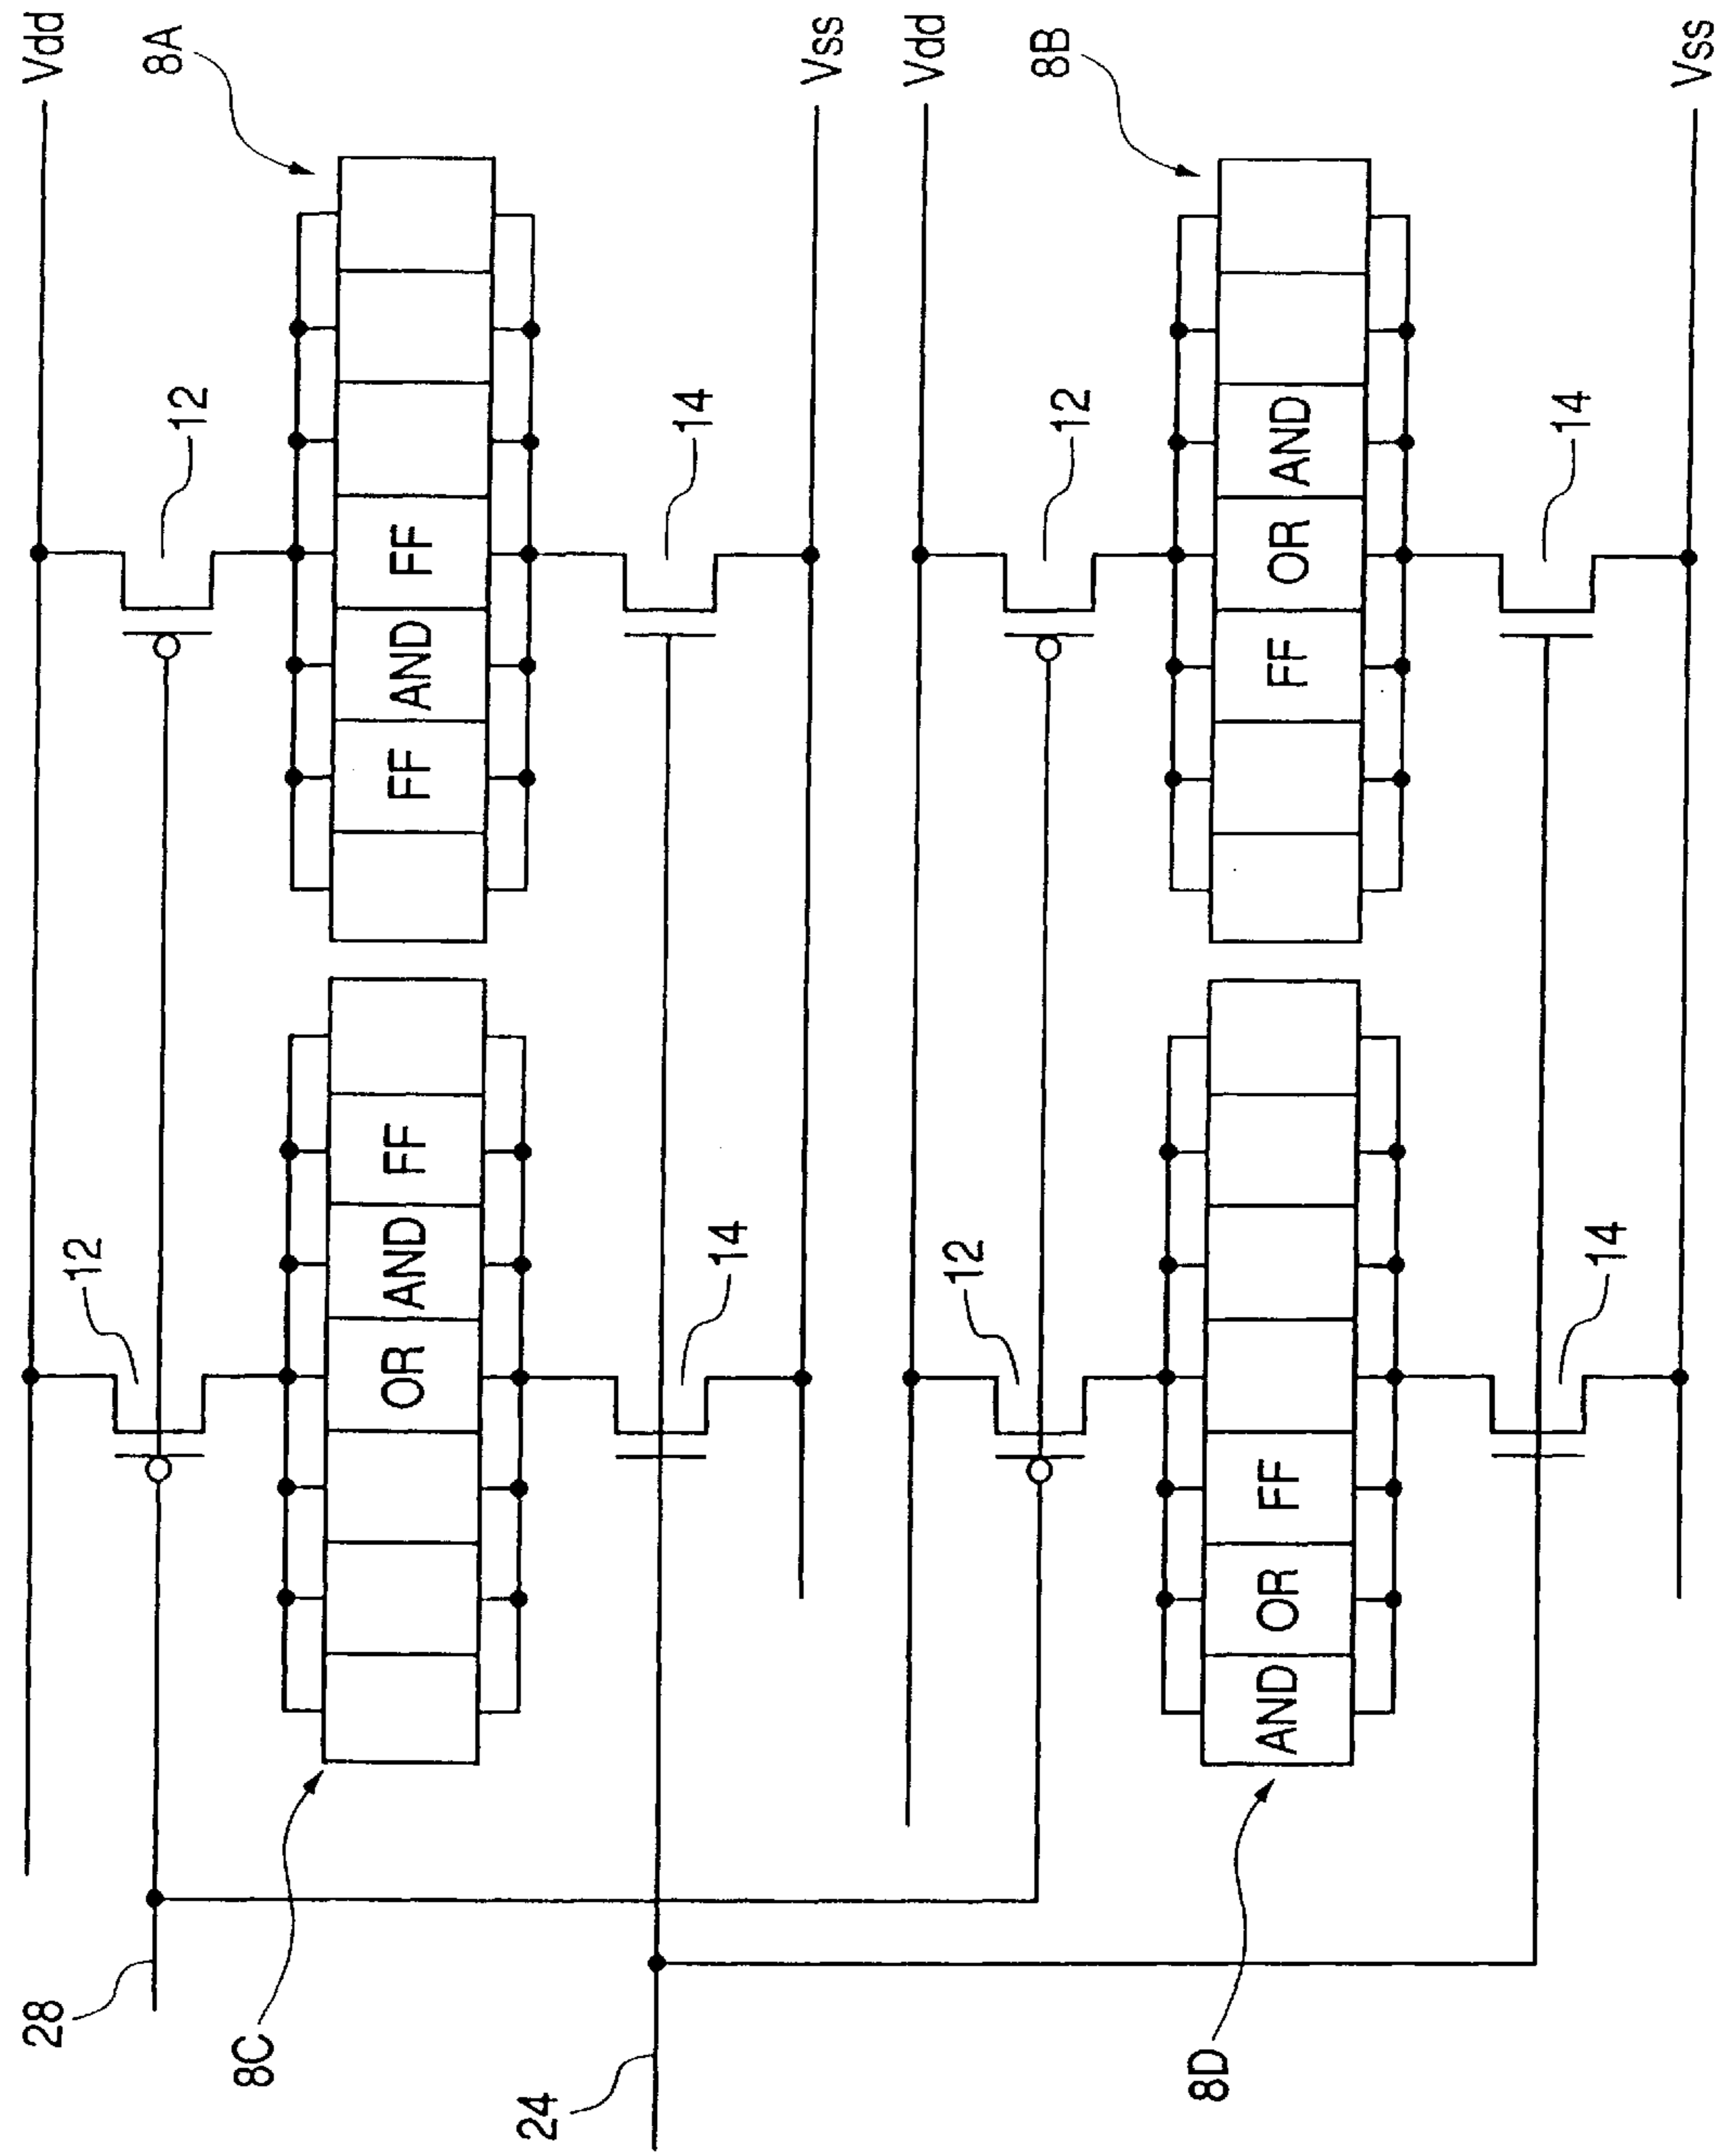 28
Vdd
12
8A
12
8C
OR AND FF
FF AND FF
24
14
14
Vss
Vdd
12
8B
12
8D
AND OR FF
FF OR AND
14
14
Vss